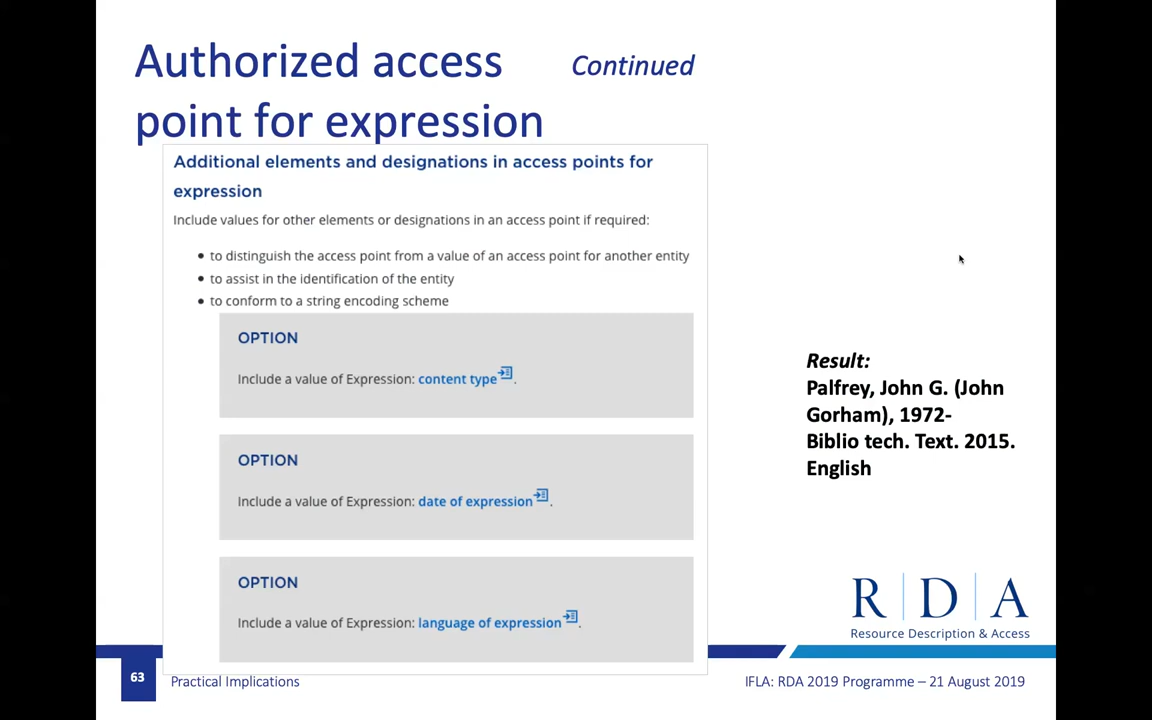 Authorized access
point for expression
Continued
Additional elements and designations in access points for
expression
Include values for other elements or designations in an access point if required:
• to distinguish the access point from a value of an access point for another entity
• to assist in the identification of the entity
• to conform to a string encoding scheme
OPTION
Include a value of Expression: content type.
OPTION
Include a value of Expression: date of expression.
OPTION
Include a value of Expression: language of expression.
Result:
Palfrey, John G. (John
Gorham), 1972-
Biblio tech. Text. 2015.
English
R D A
Resource Description & Access
63
Practical Implications
IFLA: RDA 2019 Programme – 21 August 2019